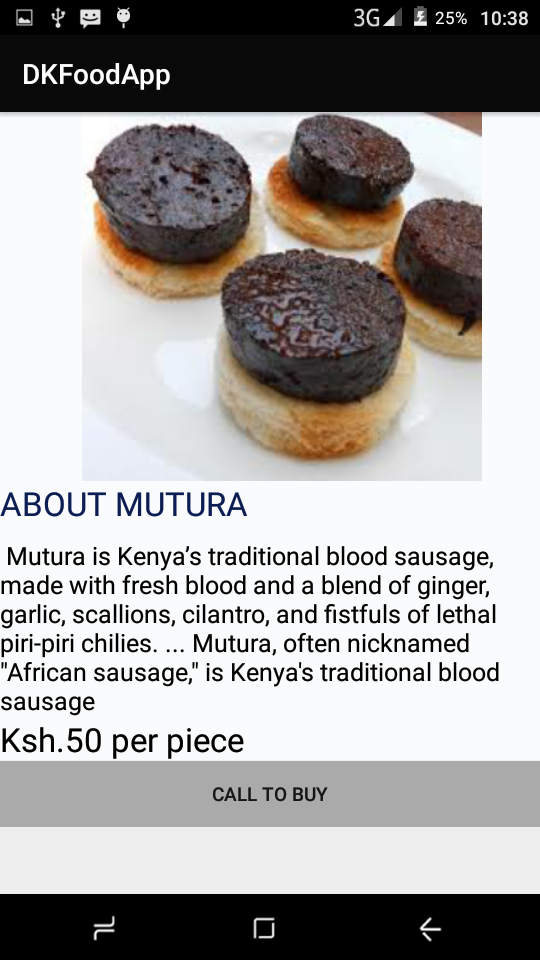 3G 25% 10:38
DKFoodApp
ABOUT MUTURA
Mutura is Kenya’s traditional blood sausage,
made with fresh blood and a blend of ginger,
garlic, scallions, cilantro, and fistfuls of lethal
piri-piri chilies. ... Mutura, often nicknamed
"African sausage," is Kenya's traditional blood
sausage
Ksh.50 per piece
CALL TO BUY